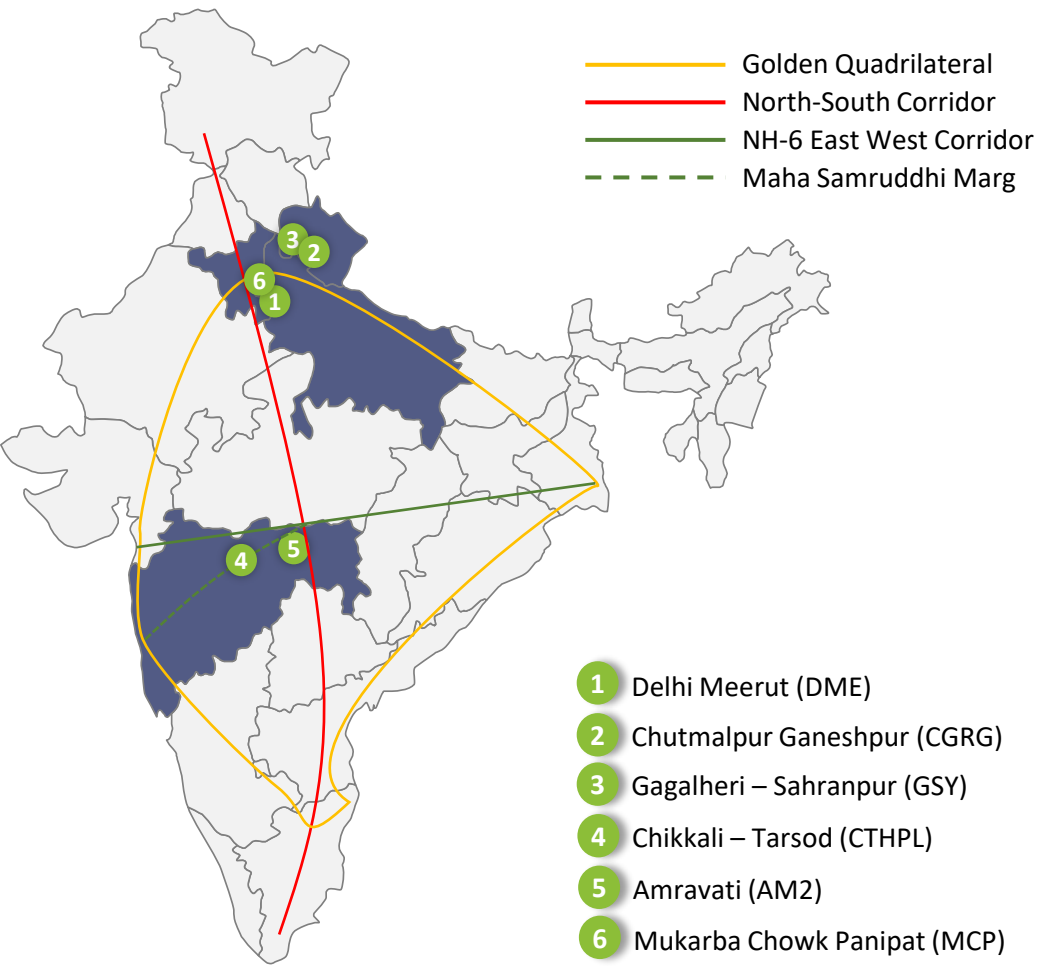 Golden Quadrilateral
North-South Corridor
NH-6 East West Corridor
Maha Samruddhi Marg
3
2
6
1
5
4
1 Delhi Meerut (DME)
2 Chutmalpur Ganeshpur (CGRG)
3 Gagalheri – Sahranpur (GSY)
4 Chikkali – Tarsod (CTHPL)
5 Amravati (AM2)
6 Mukarba Chowk Panipat (MCP)